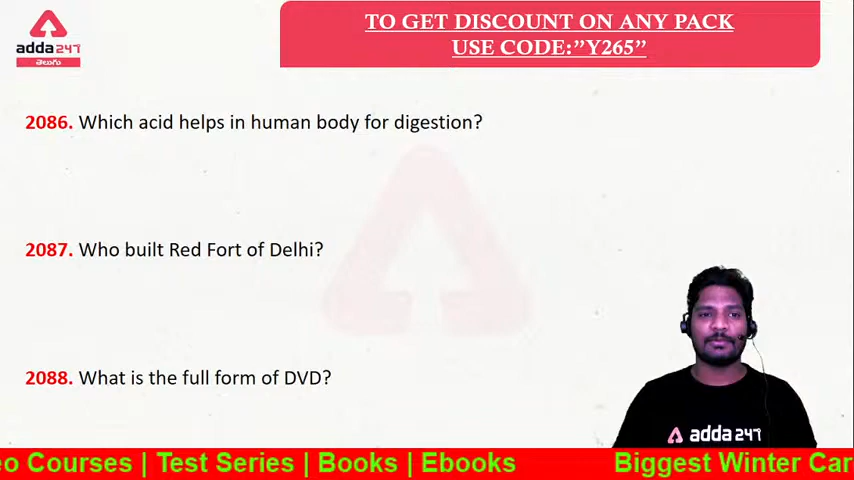 TO GET DISCOUNT ON ANY PACK
USE CODE:”Y265”
adda247
తెలుగు
2086. Which acid helps in human body for digestion?
2087. Who built Red Fort of Delhi?
2088. What is the full form of DVD?
adda247
eo Courses | Test Series | Books | Ebooks Biggest Winter Car